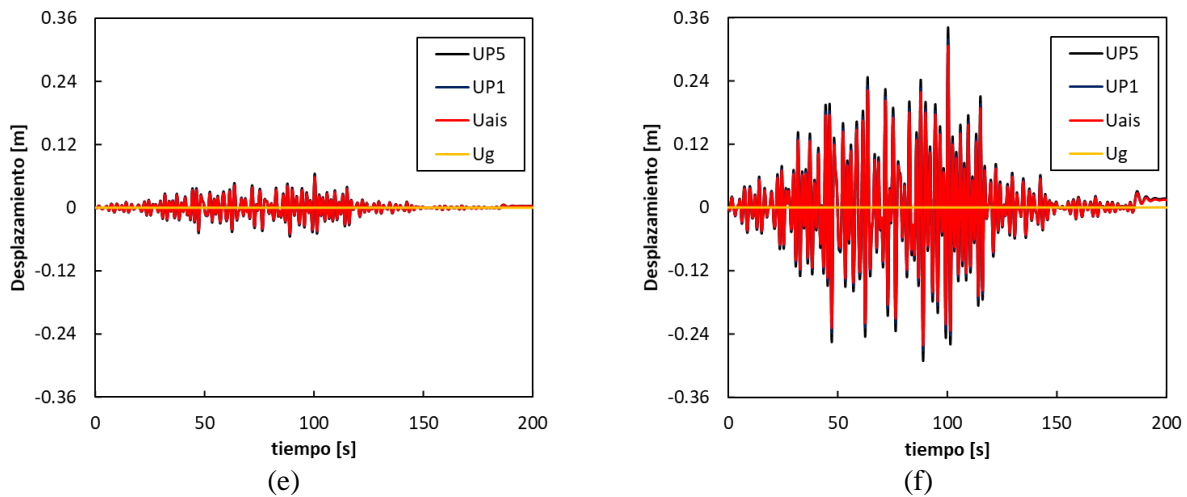 0.36
0.24
0.12
0
-0.12
-0.24
-0.36
Desplazamiento [m]
UP5
UP1
Uais
Ug
0 50 100 150 200
tiempo [s]
(e)
0.36
0.24
0.12
0
-0.12
-0.24
-0.36
Desplazamiento [m]
UP5
UP1
Uais
Ug
0 50 100 150 200
tiempo [s]
(f)